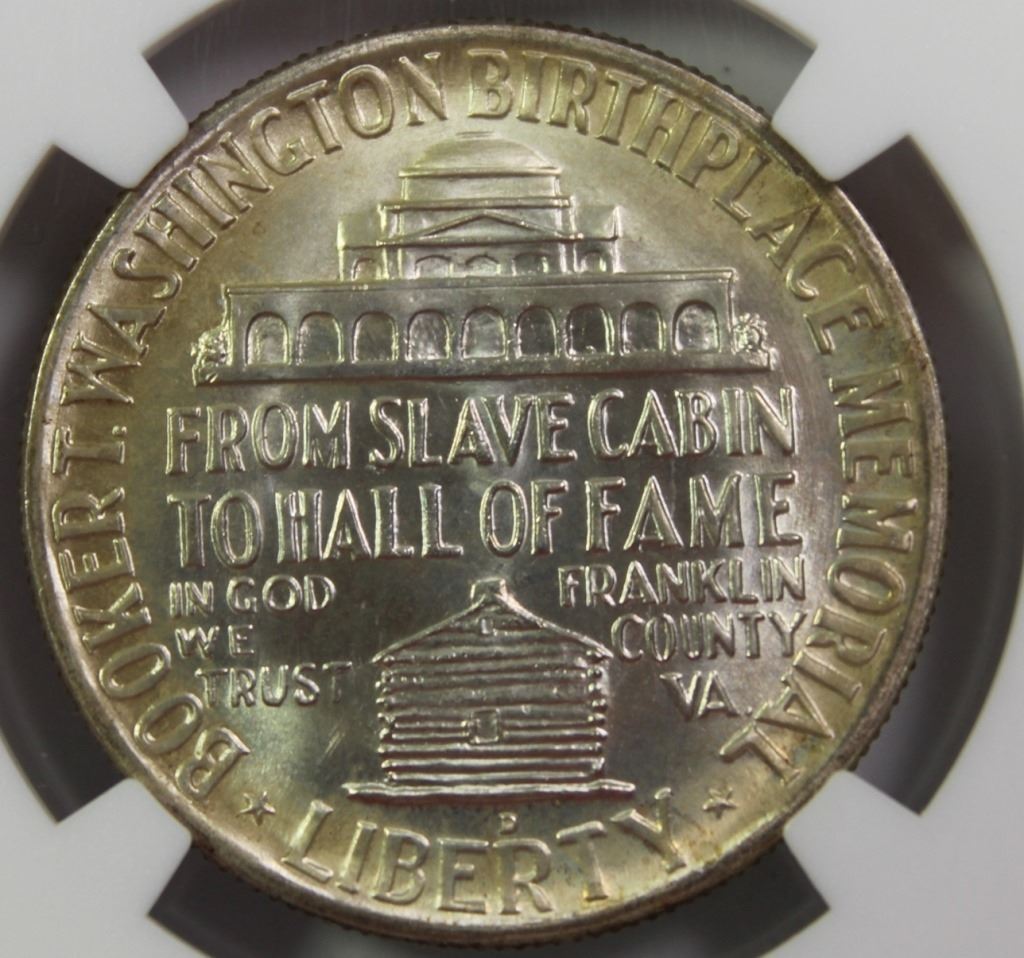 BOOKER T. WASHINGTON BIRTHPLACE MEMORIAL
FROM SLAVE CABIN
TO HALL OF FAME
IN GOD
WE
TRUST
FRANKLIN
COUNTY
VA.
D
LIBERTY